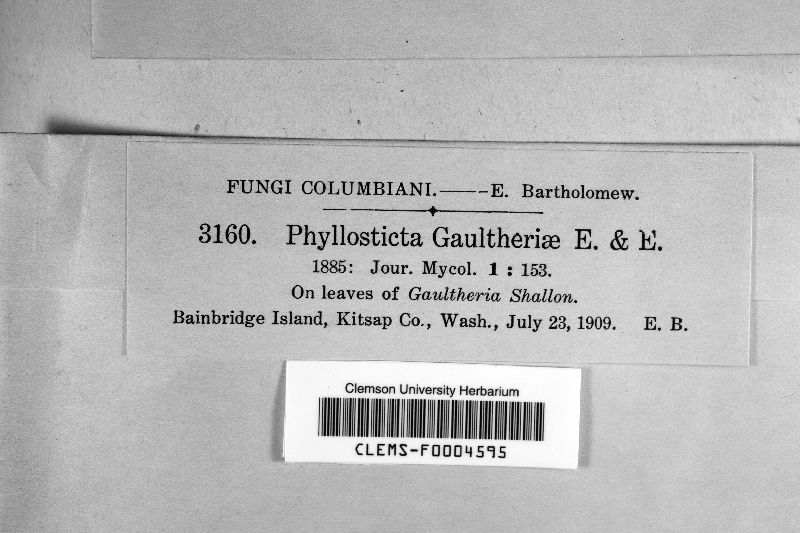 FUNGI COLUMBIANI.——E. Bartholomew.
3160. Phyllosticta Gaultheriæ E. & E.
1885: Jour. Mycol. 1 : 153.
On leaves of Gaultheria Shallon.
Bainbridge Island, Kitsap Co., Wash., July 23, 1909. E. B.
Clemson University Herbarium
CLEMS-F0004595